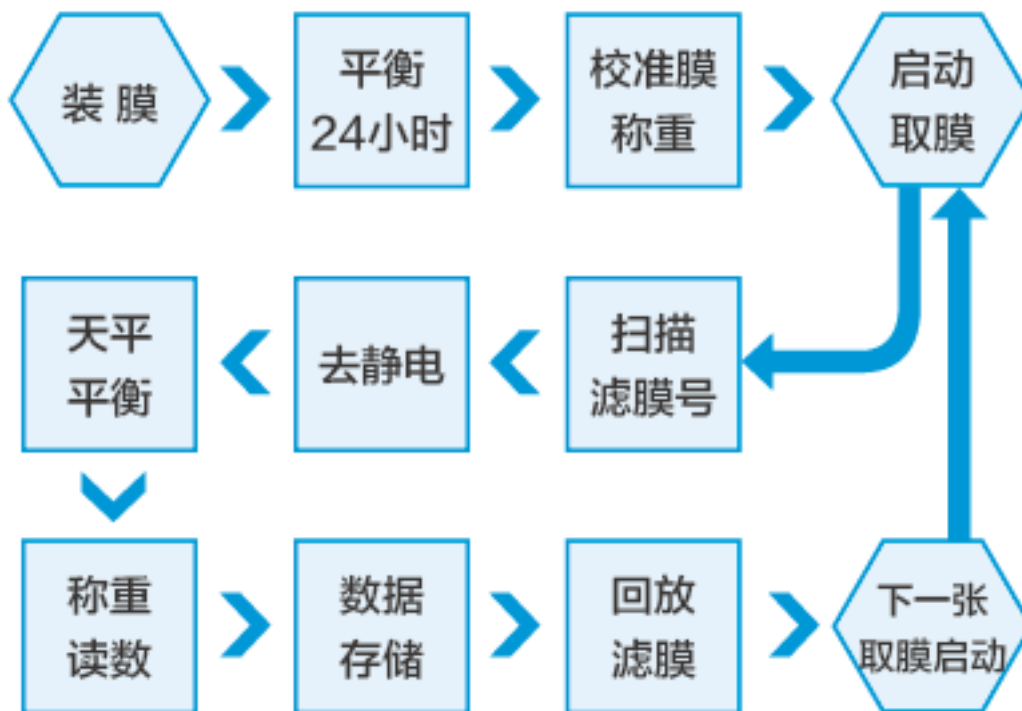 装 膜
平衡
24小时
校准膜
称重
启动
取膜
扫描
滤膜号
去静电
天平
平衡
称重
读数
数据
存储
回放
滤膜
下一张
取膜启动